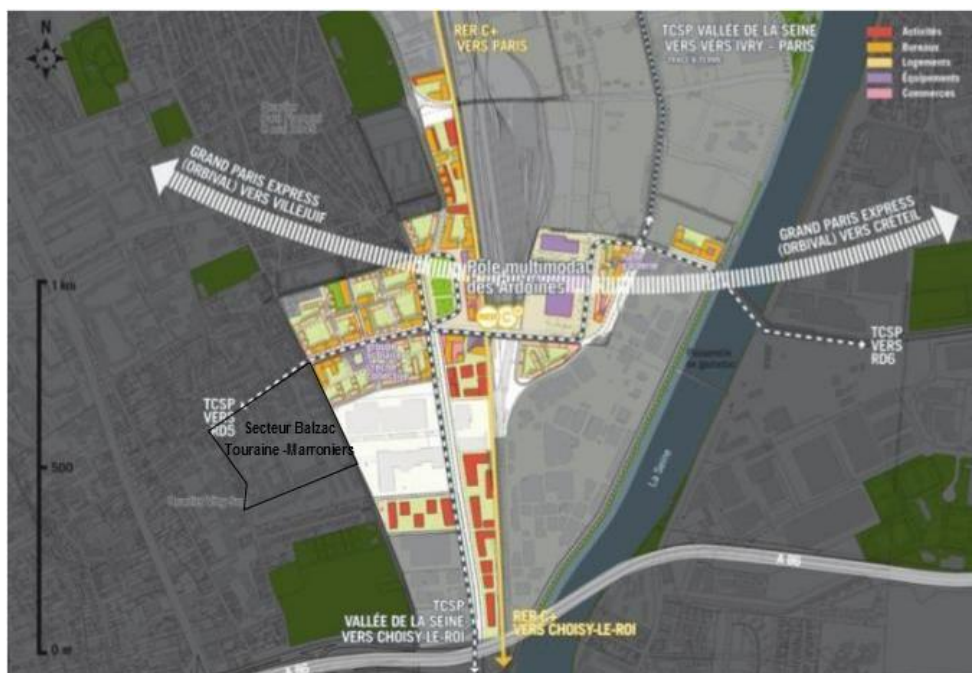 N
RER C+
VERS PARIS
TCSP VALLÉE DE LA SEINE
VERS VERS IVRY - PARIS
Activités
Bureaux
Logements
Équipements
Commerces
GRAND PARIS EXPRESS
(ORBIVAL) VERS VILLEJUIF
GRAND PARIS EXPRESS
(ORBIVAL) VERS CRÉTEIL
Pôle multimodal
des Ardoines
1 km
TCSP
VERS
RD6
TCSP
VERS
RD5
Secteur Balzac
Touraine -Marroniers
500
La Seine
A 86
TCSP
VALLÉE DE LA SEINE
VERS CHOISY-LE-ROI
RER C+
VERS CHOISY-LE-ROI
0 m
A 86